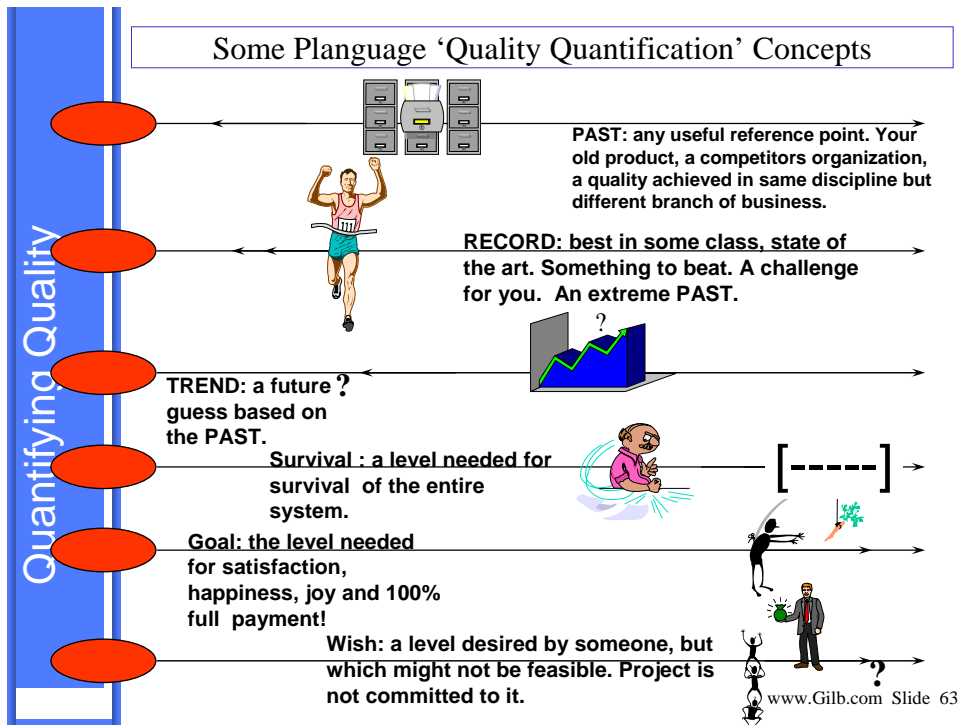 Some Planguage ‘Quality Quantification’ Concepts
Quantifying Quality
PAST: any useful reference point. Your
old product, a competitors organization,
a quality achieved in same discipline but
different branch of business.
111
RECORD: best in some class, state of
the art. Something to beat. A challenge
for you. An extreme PAST.
?
TREND: a future ?
guess based on
the PAST.
Survival : a level needed for
survival of the entire
system.
[-----]
Goal: the level needed
for satisfaction,
happiness, joy and 100%
full payment!
Wish: a level desired by someone, but
which might not be feasible. Project is
not committed to it.
?
www.Gilb.com Slide 63